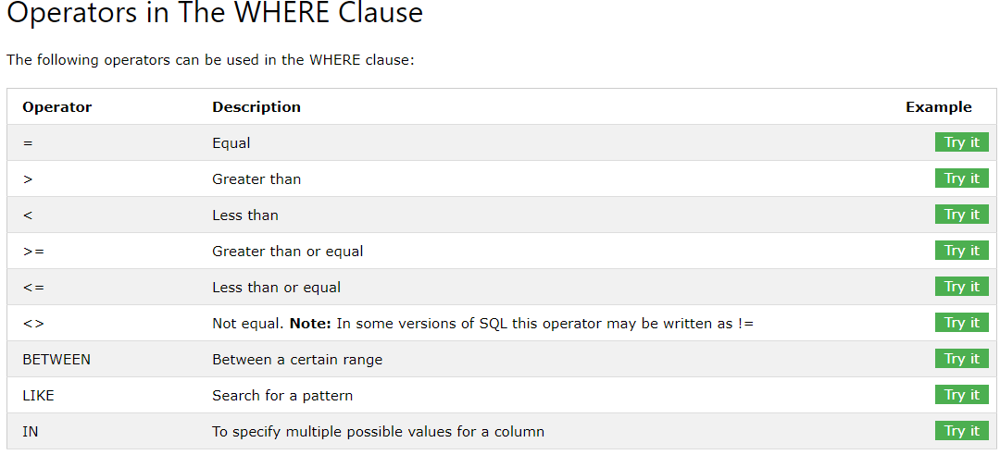 Operators in The WHERE Clause
The following operators can be used in the WHERE clause:
Operator Description Example
= Equal Try it
> Greater than Try it
< Less than Try it
>= Greater than or equal Try it
<= Less than or equal Try it
<> Not equal. Note: In some versions of SQL this operator may be written as != Try it
BETWEEN Between a certain range Try it
LIKE Search for a pattern Try it
IN To specify multiple possible values for a column Try it